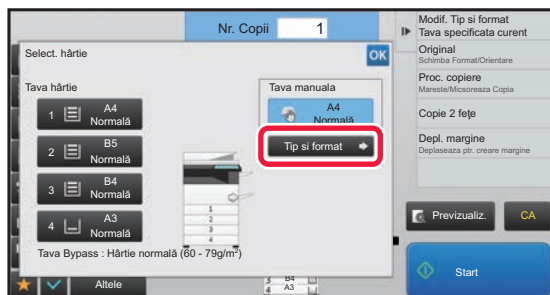 Nr. Copii 1
Select. hârtie
OK
Tava hârtie
1 A4
Normală
2 B5
Normală
3 B4
Normală
4 A3
Normală
Tava manuala
A4
Normală
Tip si format
1
2
3
4
Tava Bypass : Hârtie normală (60 - 79g/m²)
Altele
3 B4
4 A3
Modif. Tip si format
Tava specificata curent
Original
Schimba Format/Orientare
Proc. copiere
Mareste/Micsoreaza Copia
Copie 2 feţe
Depl. margine
Deplaseaza ptr. creare margine
Previzualiz.
CA
Start